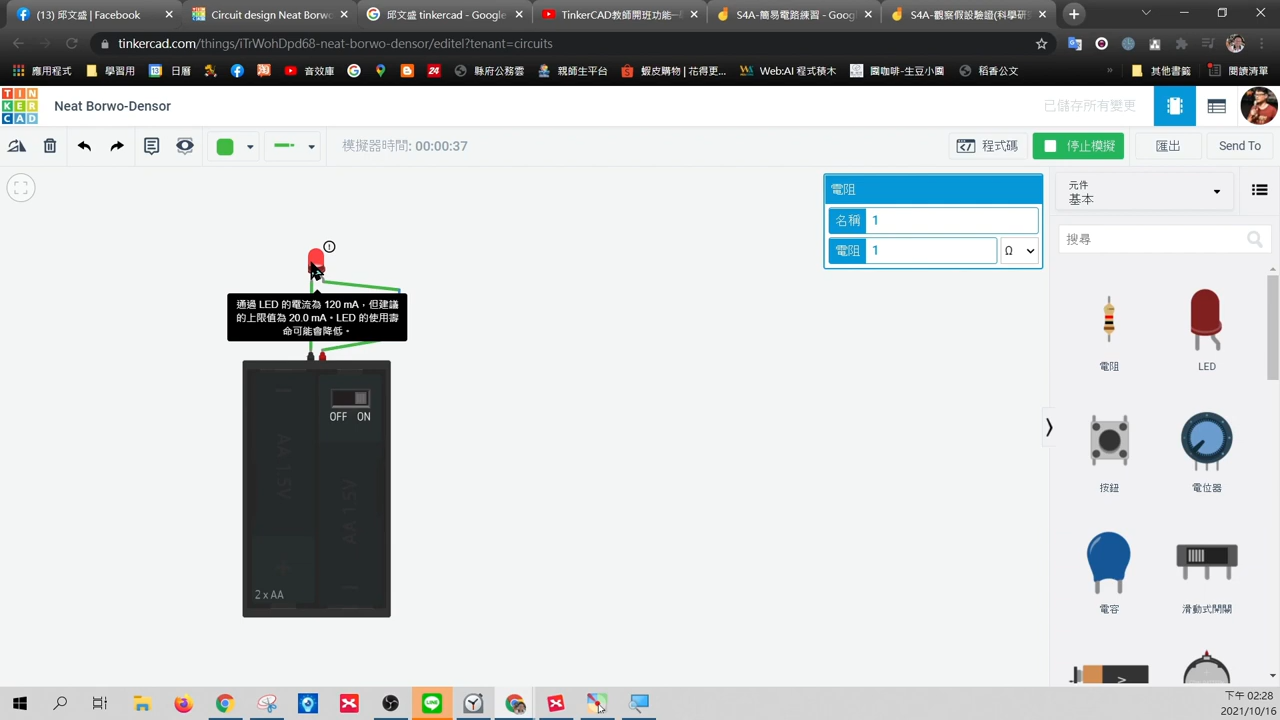 (13) 邱文盛 | Facebook
Circuit design Neat Borwo
邱文盛 tinkercad - Google
TinkerCAD教師開班功能—
S4A-簡易電路練習 - Goog
S4A-觀察假設驗證(科學研
tinkercad.com/things/iTrWohDpd68-neat-borwo-densor/editel?tenant=circuits
應用程式
學習用
日曆
音效庫
縣府公務雲
親師生平台
蝦皮購物 | 花得更...
Web:AI 程式積木
國咖啡-生豆小農
稻香公文
»
其他書籤
閱讀清單
TIN
KER
CAD
Neat Borwo-Densor
已儲存所有變更
模擬器時間: 00:00:37
程式碼
停止模擬
匯出
Send To
電阻
名稱 1
電阻 1 Ω
元件
基本
搜尋
通過 LED 的電流為 120 mA，但建議
的上限值為 20.0 mA。LED 的使用壽
命可能會降低。
OFF ON
AA 1.5V
AA 1.5V
2 x AA
電阻
LED
按鈕
電位器
電容
滑動式開關
下午 02:28
2021/10/16